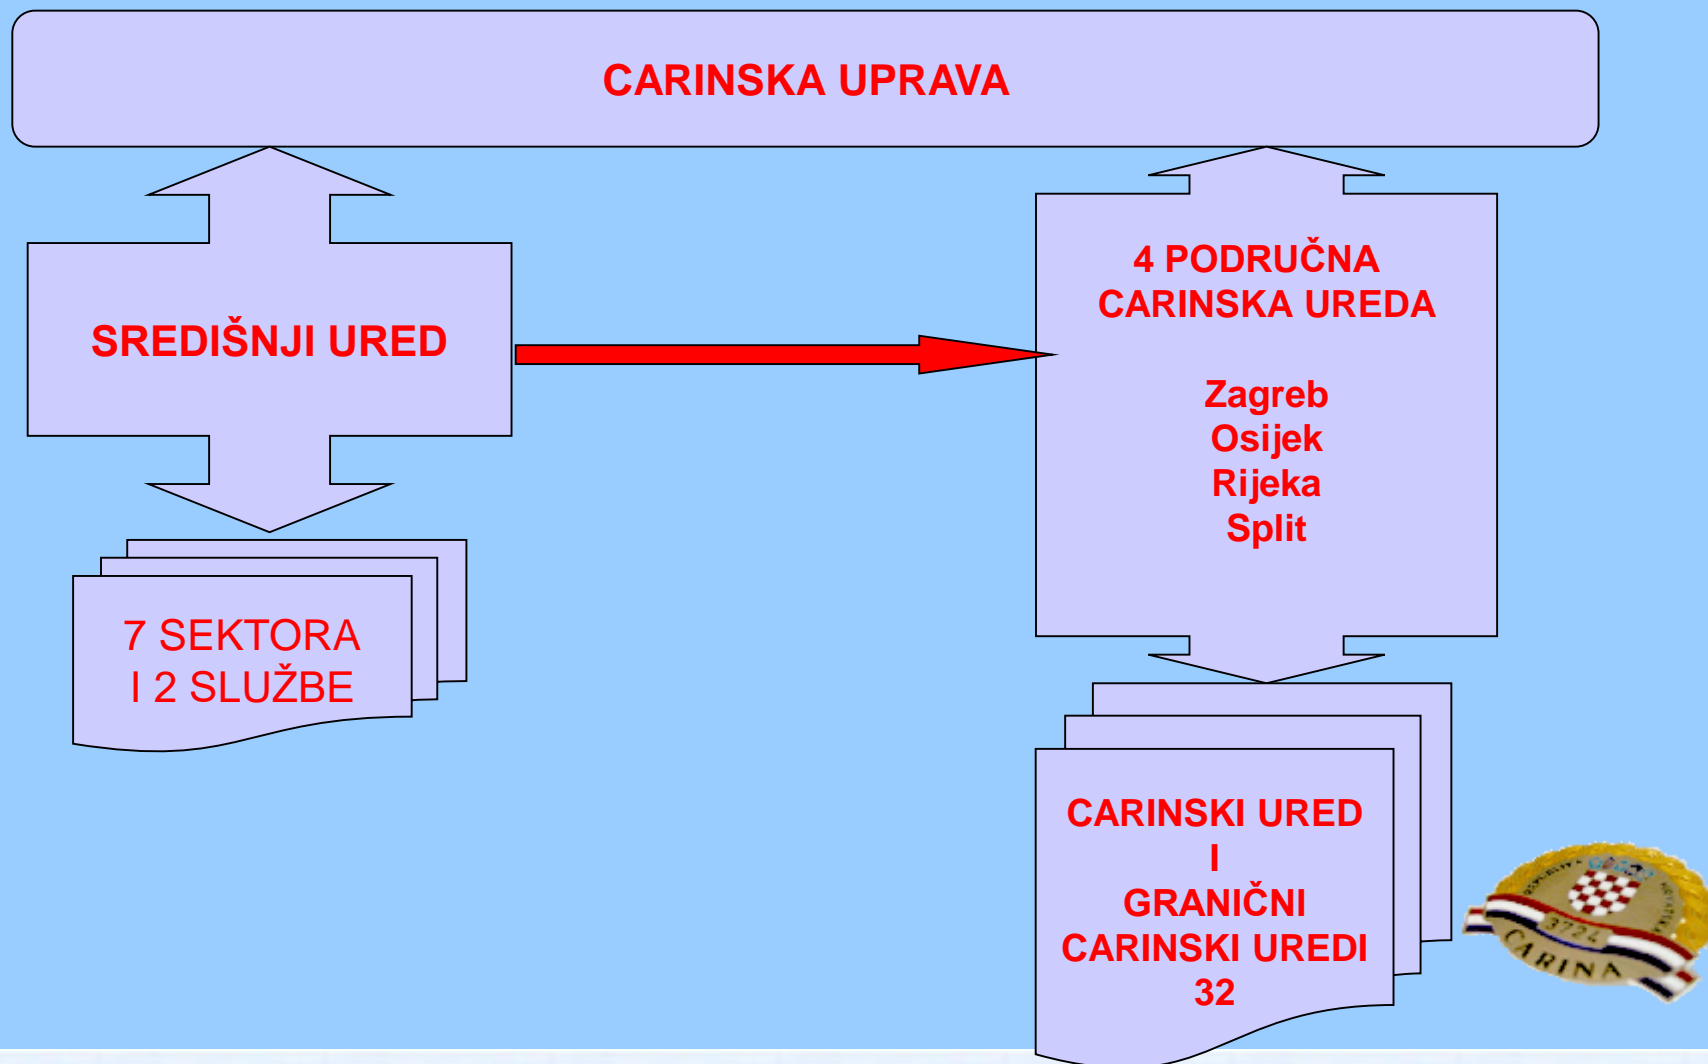 CARINSKA UPRAVA
SREDIŠNJI URED
4 PODRUČNA
CARINSKA UREDA
Zagreb
Osijek
Rijeka
Split
7 SEKTORA
I 2 SLUŽBE
CARINSKI URED
I
GRANIČNI
CARINSKI UREDI
32
3724
CARINA